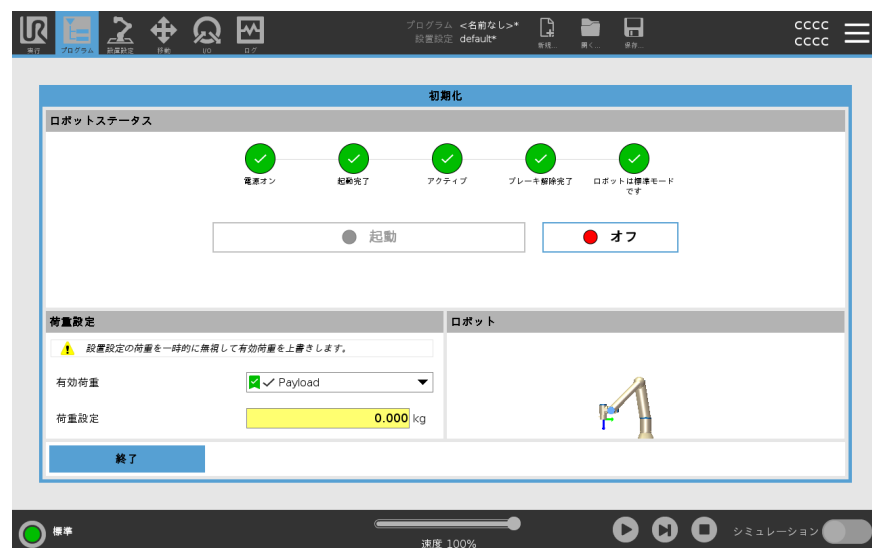 UR
実行
プログラム
設置設定
移動
I/O
ログ
プログラム <名前なし>*
設置設定 default*
新規...
開く...
保存...
cccc
cccc
初期化
ロボットステータス
電源オン
起動完了
アクティブ
ブレーキ解除完了
ロボットは標準モード
です
起動
オフ
荷重設定
ロボット
設置設定の荷重を一時的に無視して有効荷重を上書きします。
有効荷重
Payload
荷重設定
0.000 kg
終了
標準
速度 100%
シミュレーション